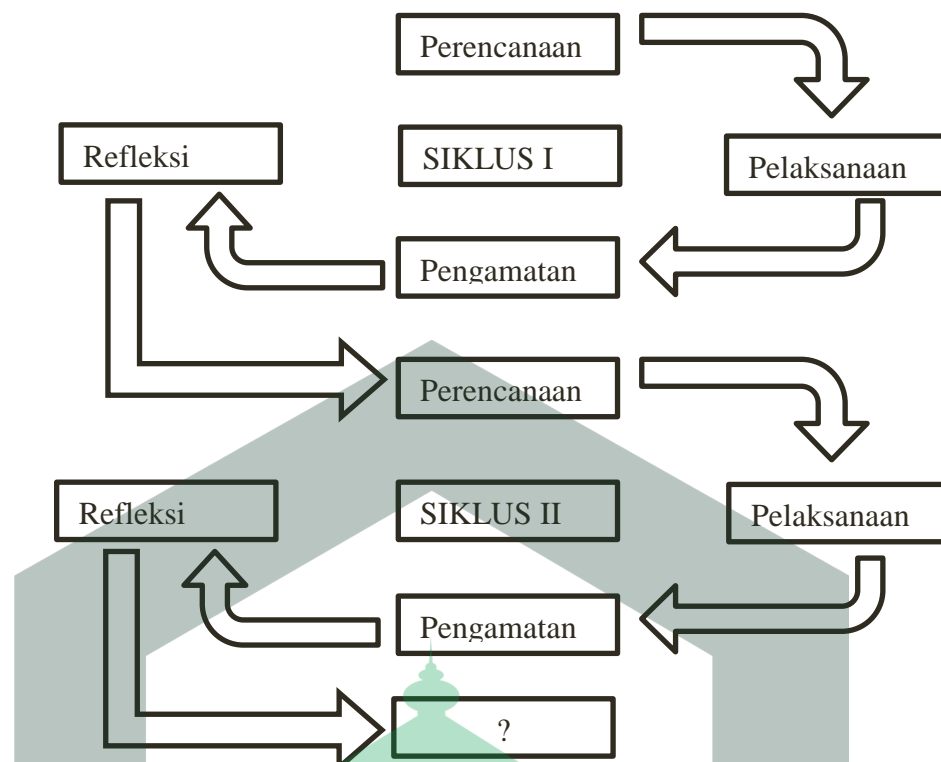 Perencanaan
Refleksi
SIKLUS I
Pelaksanaan
Pengamatan
Perencanaan
Refleksi
SIKLUS II
Pelaksanaan
Pengamatan
?